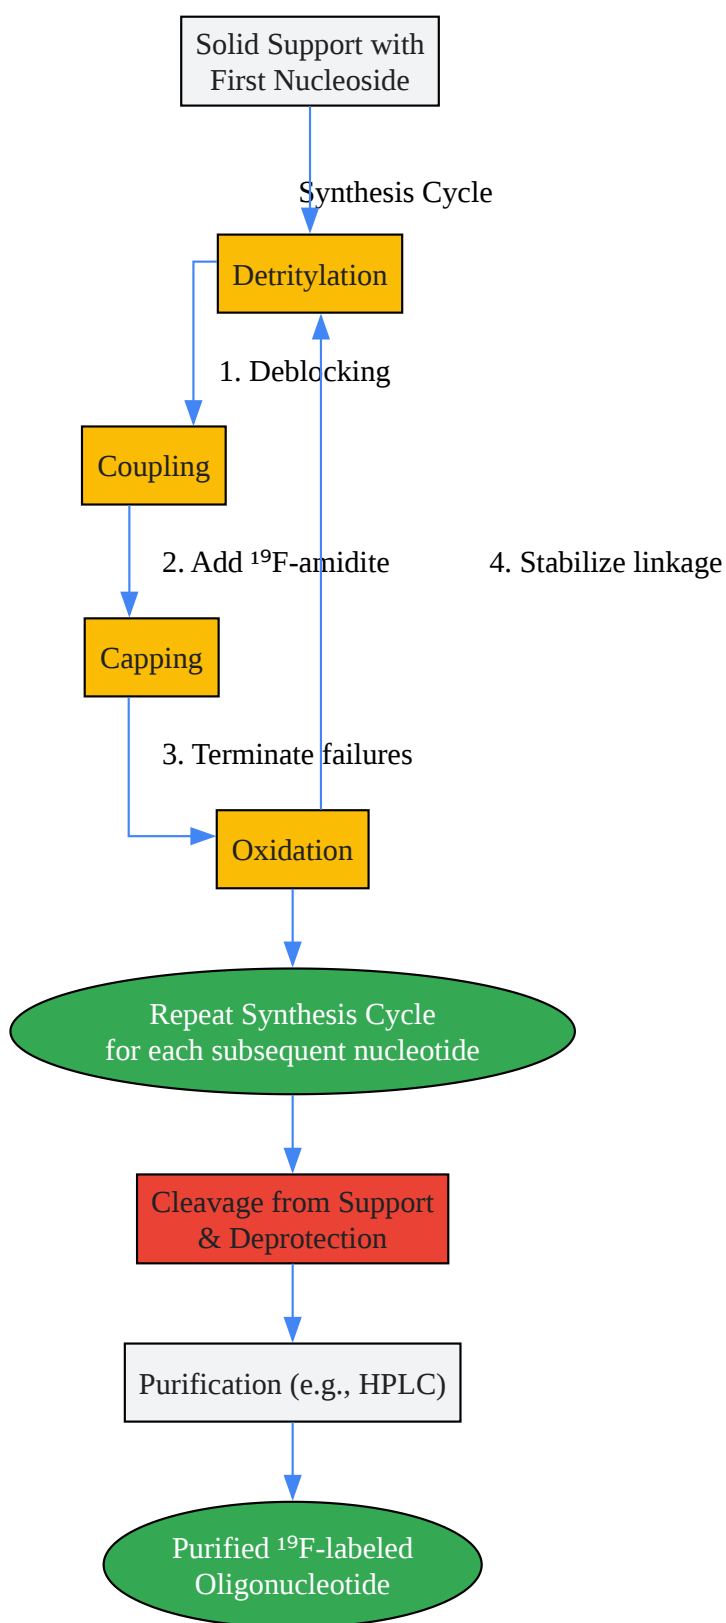 Solid Support with
First Nucleoside
Synthesis Cycle
Detritylation
1. Deblocking
Coupling
2. Add ¹⁹F-amidite
4. Stabilize linkage
Capping
3. Terminate failures
Oxidation
Repeat Synthesis Cycle
for each subsequent nucleotide
Cleavage from Support
& Deprotection
Purification (e.g., HPLC)
Purified ¹⁹F-labeled
Oligonucleotide